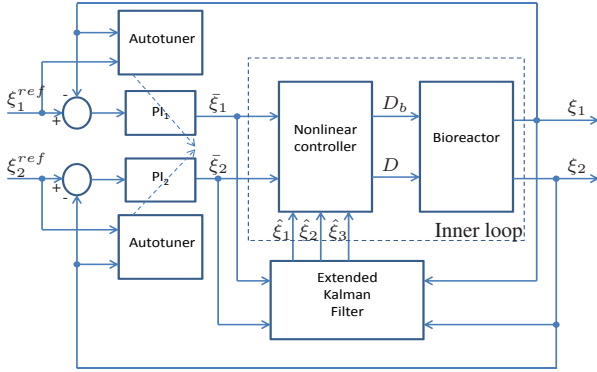 Autotuner
ξ₁ʳᵉᶠ
-
+
PI₁
ξ̄₁
Nonlinear controller
D_b
Bioreactor
ξ₁
ξ₂ʳᵉᶠ
+
-
PI₂
ξ̄₂
D
ξ₂
Autotuner
ξ̂₁ ξ̂₂ ξ̂₃
Inner loop
Extended
Kalman
Filter